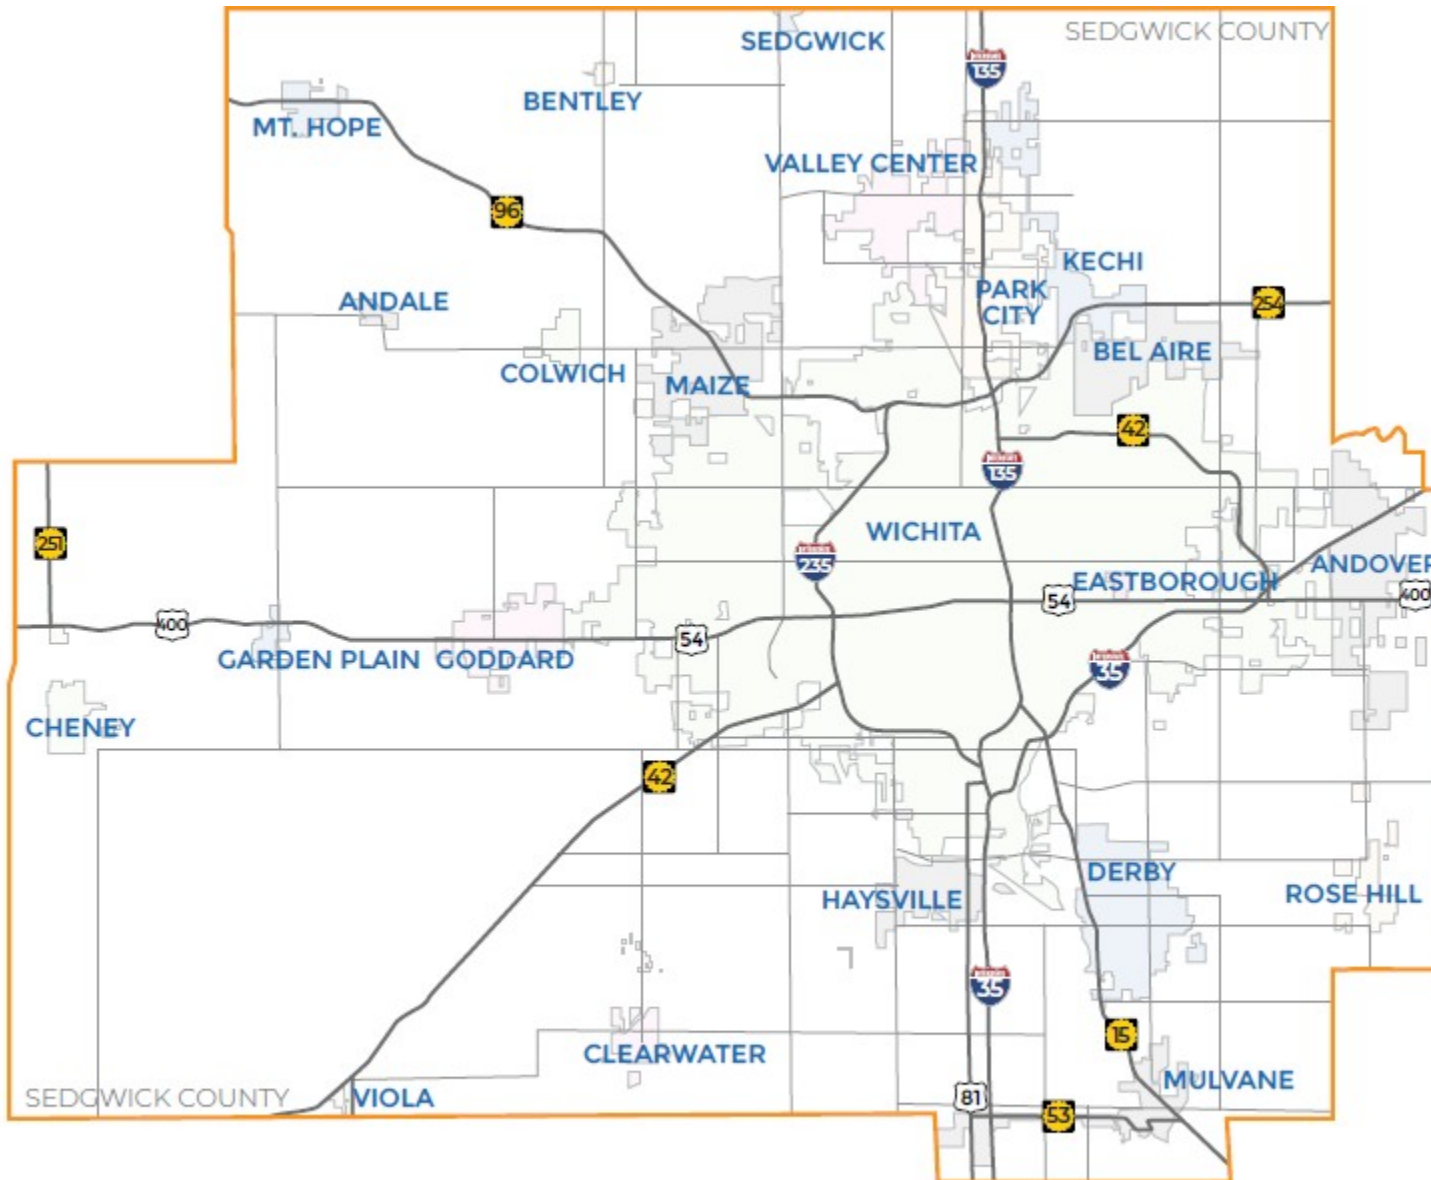 SEDGWICK
SEDGWICK COUNTY
135
BENTLEY
MT. HOPE
VALLEY CENTER
96
KECHI
PARK
CITY
ANDALE
254
BEL AIRE
COLWICH
MAIZE
42
135
WICHITA
251
235
EASTBOROUGH
ANDOVER
400
54
54
400
GARDEN PLAIN
GODDARD
35
CHENEY
42
DERBY
HAYSVILLE
ROSE HILL
35
15
CLEARWATER
MULVANE
SEDGWICK COUNTY
VIOLA
81
53